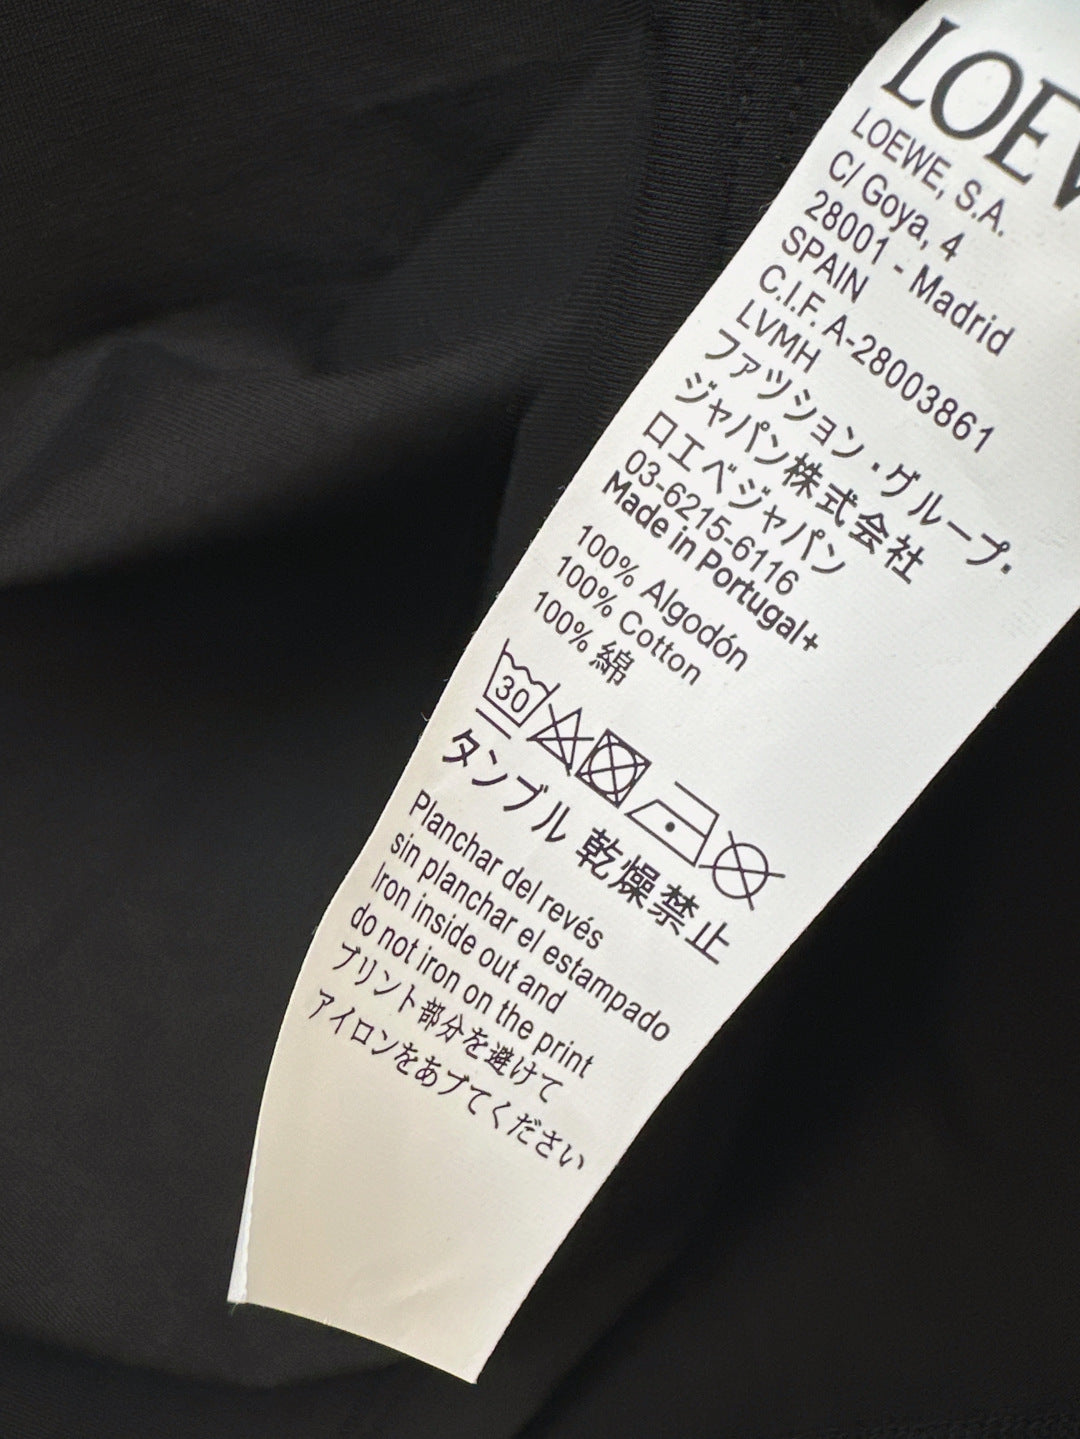 LOEW
LOEWE, S.A.
C/ Goya, 4
28001 - Madrid
SPAIN
C.I.F. A-28003861
LVMH
ファツション・グループ・
ジャパン株式会社
ロエベジャパン
03-6215-6116
Made in Portugal+
100% Algodón
100% Cotton
100% 綿
30
タンブル 乾燥禁止
Planchar del revés
sin planchar el estampado
Iron inside out and
do not iron on the print
プリント部分を避けて
アイロンをあブてください